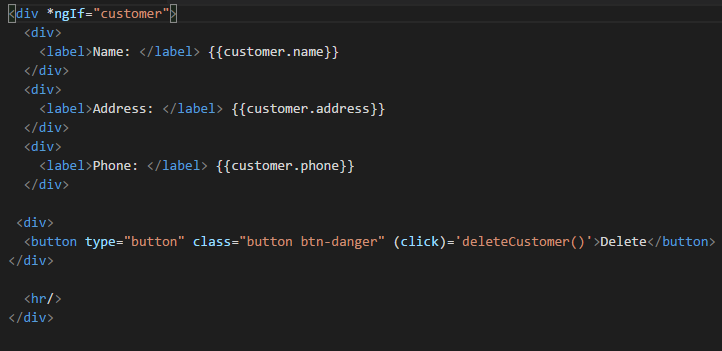 <div *ngIf="customer">
  <div>
    <label>Name: </label> {{customer.name}}
  </div>
  <div>
    <label>Address: </label> {{customer.address}}
  </div>
  <div>
    <label>Phone: </label> {{customer.phone}}
  </div>

 <div>
  <button type="button" class="button btn-danger" (click)='deleteCustomer()'>Delete</button>
</div>

  <hr/>
</div>